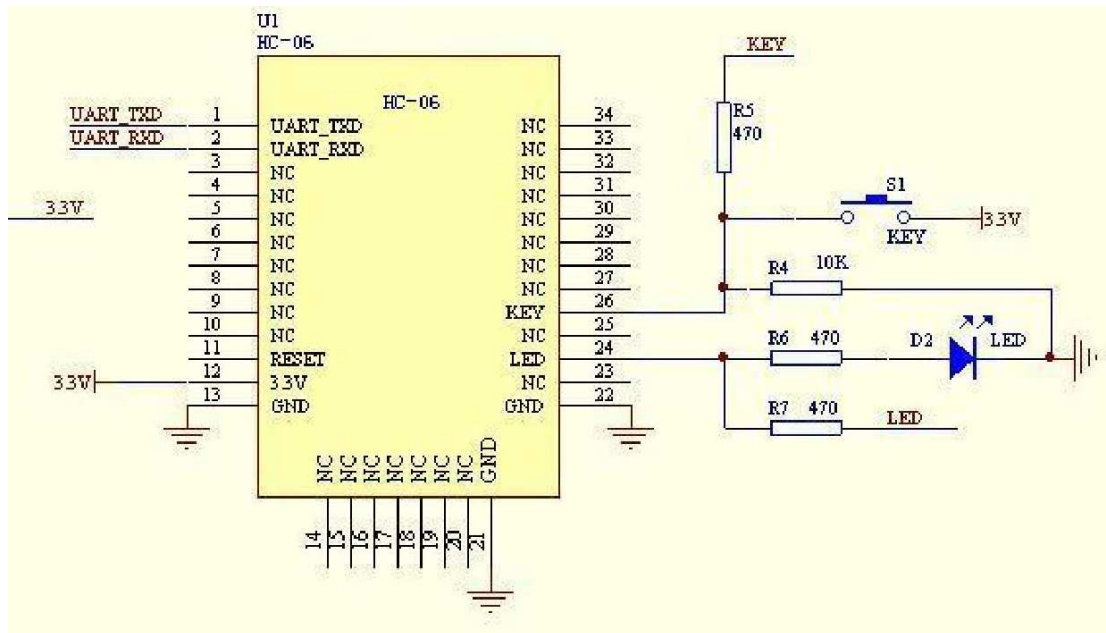 U1
HC-06
HC-06
UART_TXD
UART_RXD
33V
33V
1
2
3
4
5
6
7
8
9
10
11
12
13
UART_TXD
UART_RXD
NC
NC
NC
NC
NC
NC
NC
NC
RESET
33V
GND
NC
NC
NC
NC
NC
NC
NC
NC
KEY
NC
LED
NC
GND
34
33
32
31
30
29
28
27
26
25
24
23
22
NC
NC
NC
NC
NC
NC
NC
GND
14
15
16
17
18
19
20
21
KEY
R5
470
S1
KEY
33V
R4 10K
R6 470
D2 LED
R7 470
LED